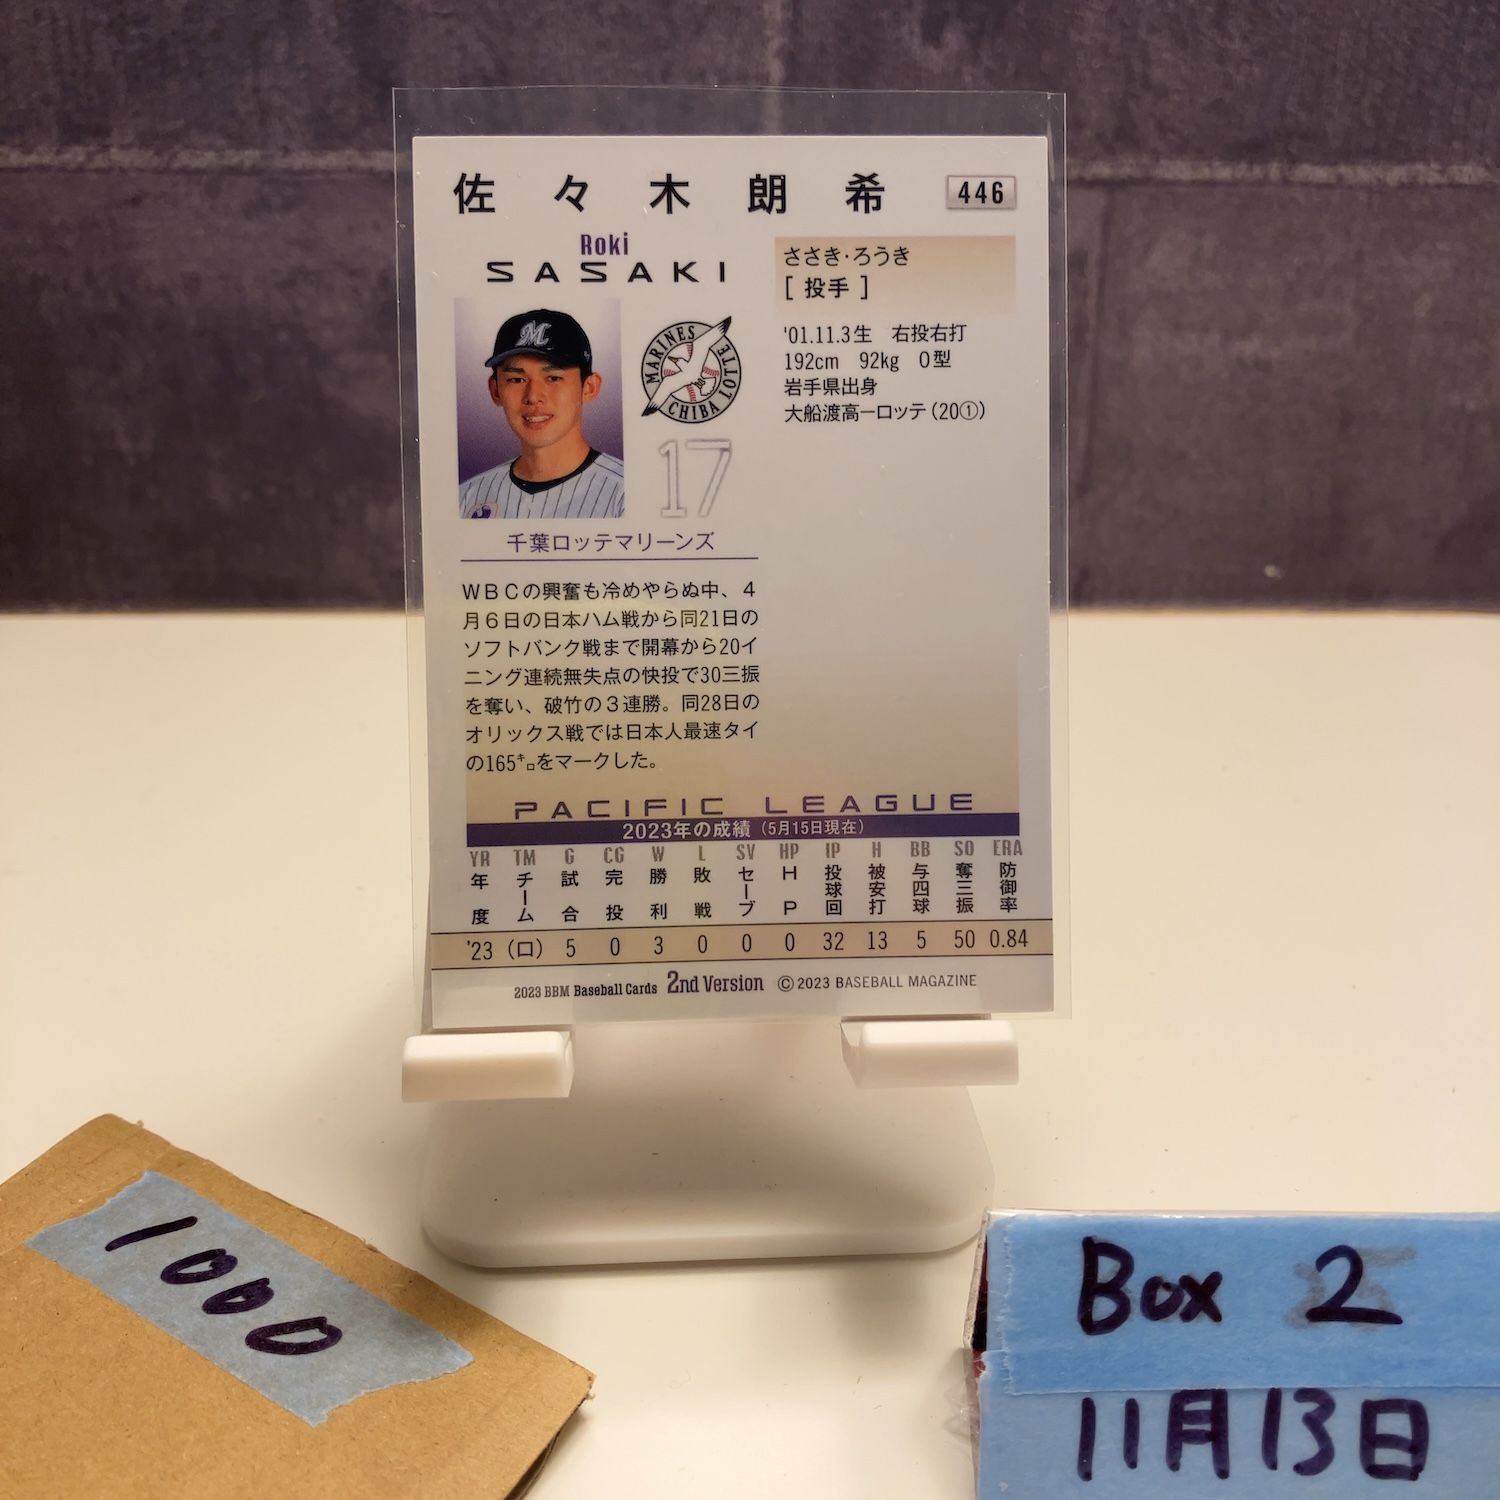 佐々木朗希 446
Roki
SASAKI
ささき・ろうき
[ 投手 ]
'01.11.3生 右投右打
192cm 92kg O型
岩手県出身
大船渡高ーロッテ(20①)
M
MARINES
CHIBA LOTTE
17
千葉ロッテマリーンズ
WBCの興奮も冷めやらぬ中、4
月6日の日本ハム戦から同21日の
ソフトバンク戦まで開幕から20イ
ニング連続無失点の快投で30三振
を奪い、破竹の3連勝。同28日の
オリックス戦では日本人最速タイ
の165㌔をマークした。
PACIFIC LEAGUE
2023年の成績(5月15日現在)
YR TM G CG W L SV HP IP H BB SO ERA
年度 チーム 試合 完投 勝利 敗戦 セーブ HP 投球回 被安打 与四球 奪三振 防御率
'23 (ロ) 5 0 3 0 0 0 32 13 5 50 0.84
2023 BBM Baseball Cards 2nd Version ©2023 BASEBALL MAGAZINE
1000
Box 2
11月13日